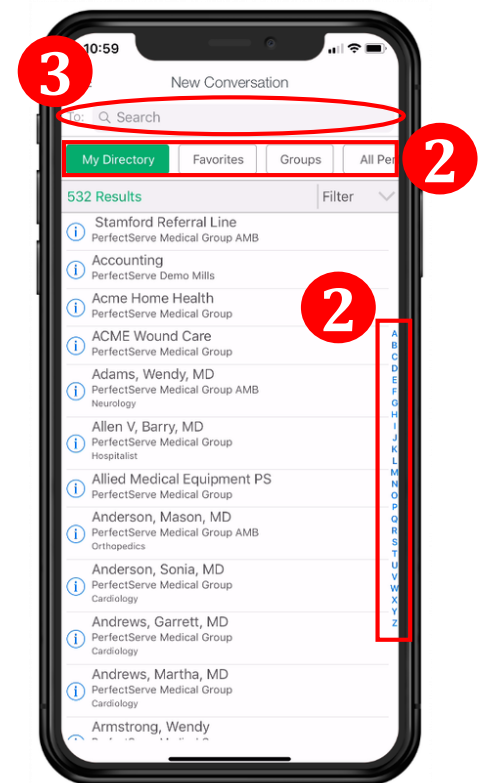 10:59
3
New Conversation
To: Search
My Directory Favorites Groups All Per
2
532 Results Filter
Stamford Referral Line
PerfectServe Medical Group AMB
Accounting
PerfectServe Demo Mills
Acme Home Health
PerfectServe Medical Group
2
ACME Wound Care
PerfectServe Medical Group
Adams, Wendy, MD
PerfectServe Medical Group AMB
Neurology
Allen V, Barry, MD
PerfectServe Medical Group
Hospitalist
Allied Medical Equipment PS
PerfectServe Medical Group
Anderson, Mason, MD
PerfectServe Medical Group AMB
Orthopedics
Anderson, Sonia, MD
PerfectServe Medical Group
Cardiology
Andrews, Garrett, MD
PerfectServe Medical Group
Cardiology
Andrews, Martha, MD
PerfectServe Medical Group
Cardiology
Armstrong, Wendy
A
B
C
D
E
F
G
H
I
J
K
L
M
N
O
P
Q
R
S
T
U
V
W
X
Y
Z